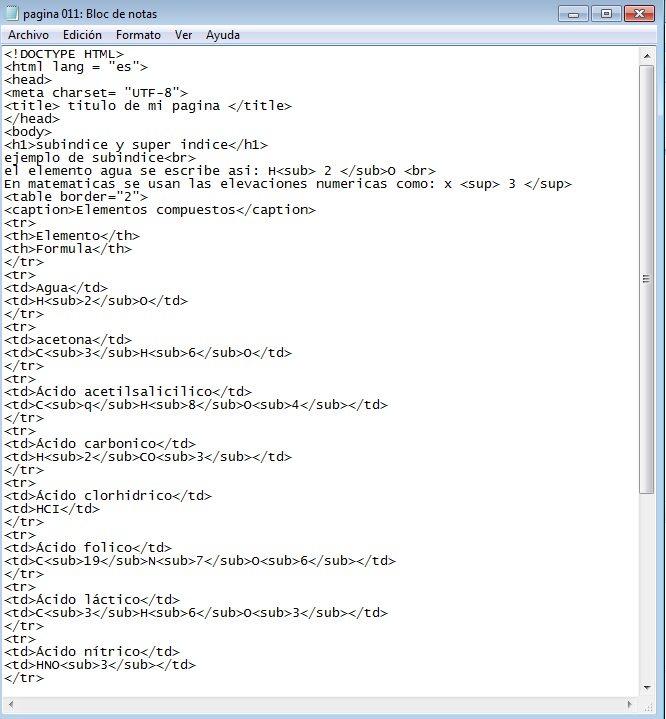 pagina 011: Bloc de notas
Archivo Edición Formato Ver Ayuda
<!DOCTYPE HTML>
<html lang = "es">
<head>
<meta charset= "UTF-8">
<title> titulo de mi pagina </title>
</head>
<body>
<h1>subindice y super indice</h1>
ejemplo de subindice<br>
el elemento agua se escribe asi: H<sub> 2 </sub>O <br>
En matematicas se usan las elevaciones numericas como: x <sup> 3 </sup>
<table border="2">
<caption>Elementos compuestos</caption>
<tr>
<th>Elemento</th>
<th>Formula</th>
</tr>
<tr>
<td>Agua</td>
<td>H<sub>2</sub>O</td>
</tr>
<tr>
<td>acetona</td>
<td>C<sub>3</sub>H<sub>6</sub>O</td>
</tr>
<tr>
<td>Ácido acetilsalicilico</td>
<td>C<sub>q</sub>H<sub>8</sub>O<sub>4</sub></td>
</tr>
<tr>
<td>Ácido carbonico</td>
<td>H<sub>2</sub>CO<sub>3</sub></td>
</tr>
<tr>
<td>Ácido clorhidrico</td>
<td>HCI</td>
</tr>
<tr>
<td>Ácido folico</td>
<td>C<sub>19</sub>N<sub>7</sub>O<sub>6</sub></td>
</tr>
<tr>
<td>Ácido láctico</td>
<td>C<sub>3</sub>H<sub>6</sub>O<sub>3</sub></td>
</tr>
<tr>
<td>Ácido nítrico</td>
<td>HNO<sub>3</sub></td>
</tr>